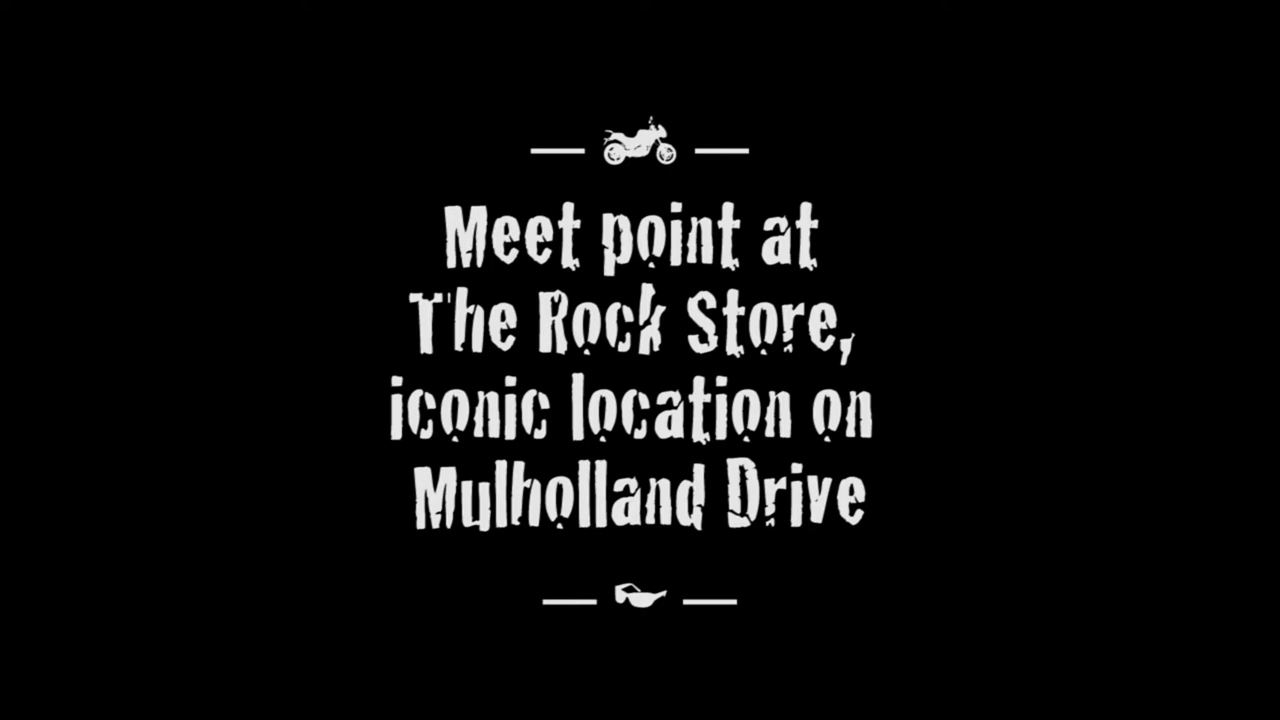 Meet point at
The Rock Store,
iconic location on
Mulholland Drive